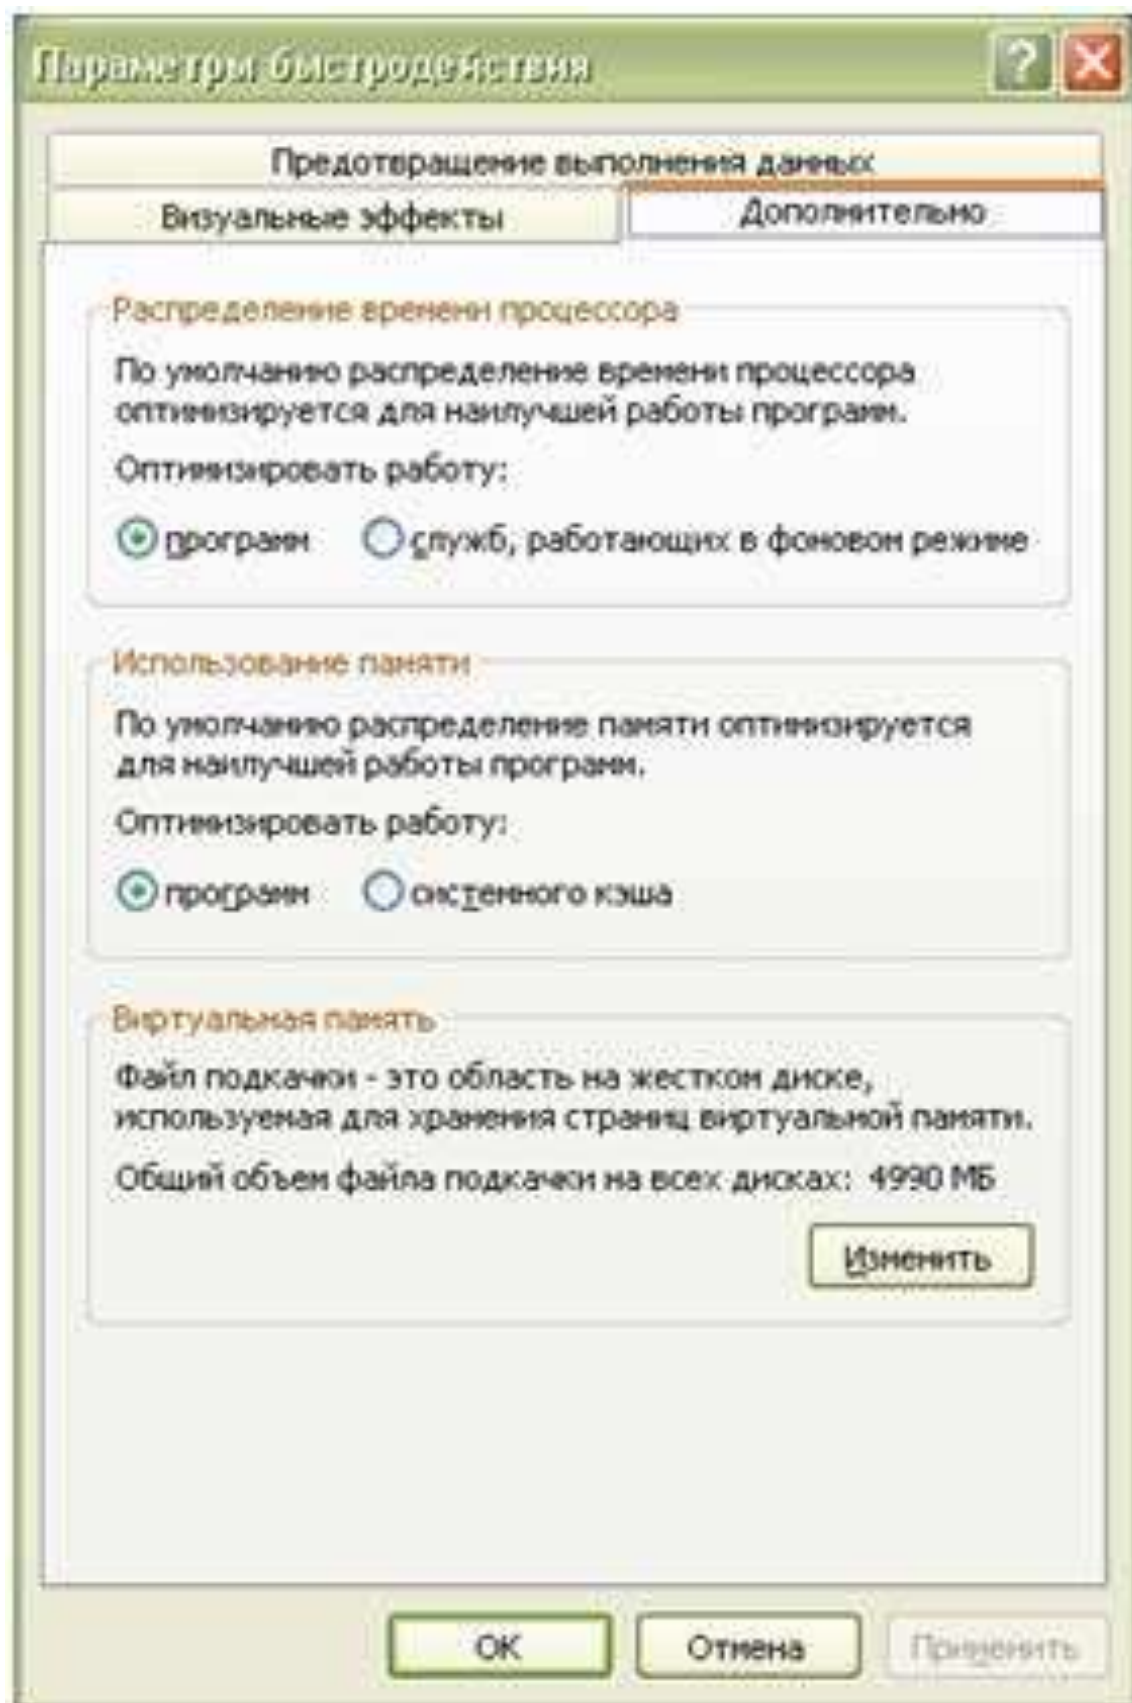 Параметры быстродействия
Предотвращение выполнения данных
Визуальные эффекты
Дополнительно
Распределение времени процессора
По умолчанию распределение времени процессора
оптимизируется для наилучшей работы программ.
Оптимизировать работу:
программ служб, работающих в фоновом режиме
Использование памяти
По умолчанию распределение памяти оптимизируется
для наилучшей работы программ.
Оптимизировать работу:
программ системного кэша
Виртуальная память
Файл подкачки - это область на жестком диске,
используемая для хранения страниц виртуальной памяти.
Общий объем файла подкачки на всех дисках: 4990 МБ
Изменить
ОК Отмена Применить